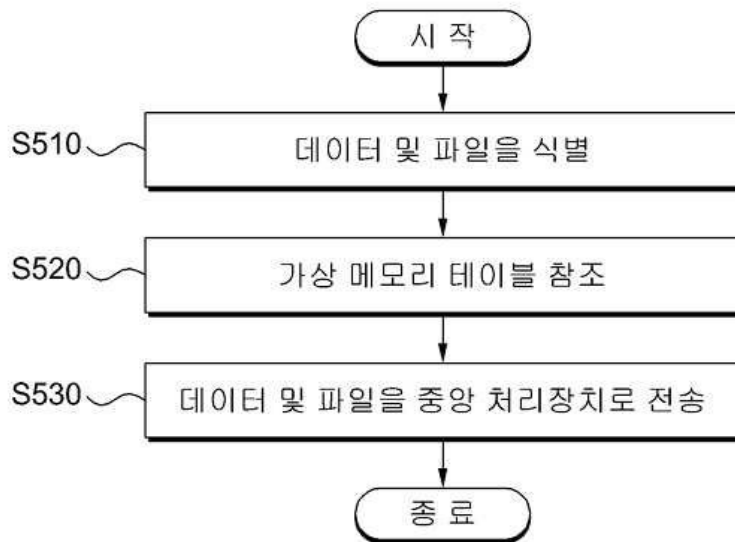 시 작
S510 데이터 및 파일을 식별
S520 가상 메모리 테이블 참조
S530 데이터 및 파일을 중앙 처리장치로 전송
종 료